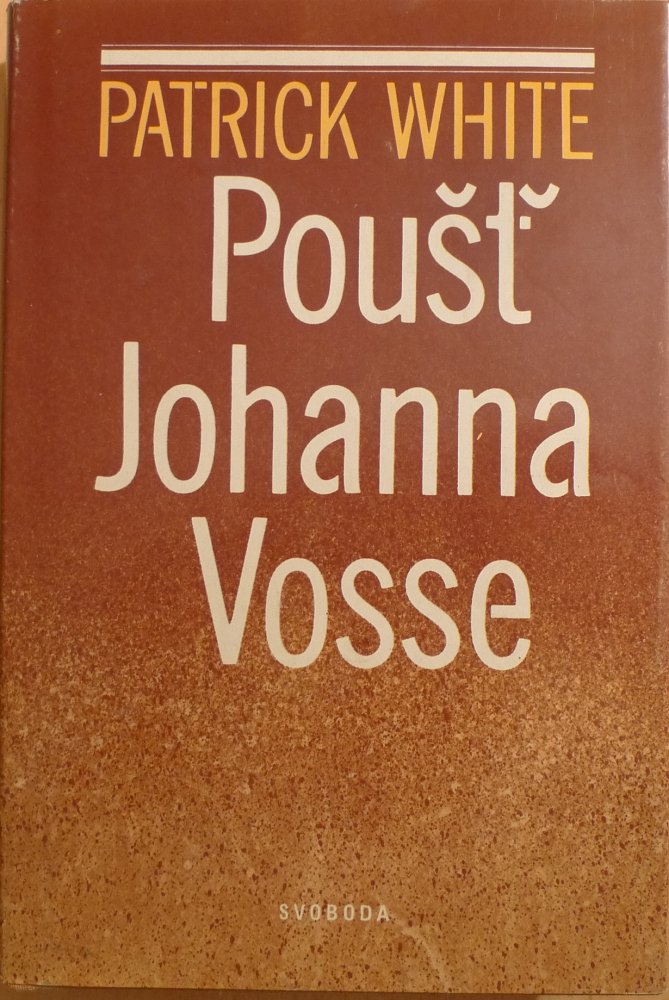 PATRICK WHITE
Poušť
Johanna
Vosse
SVOBODA